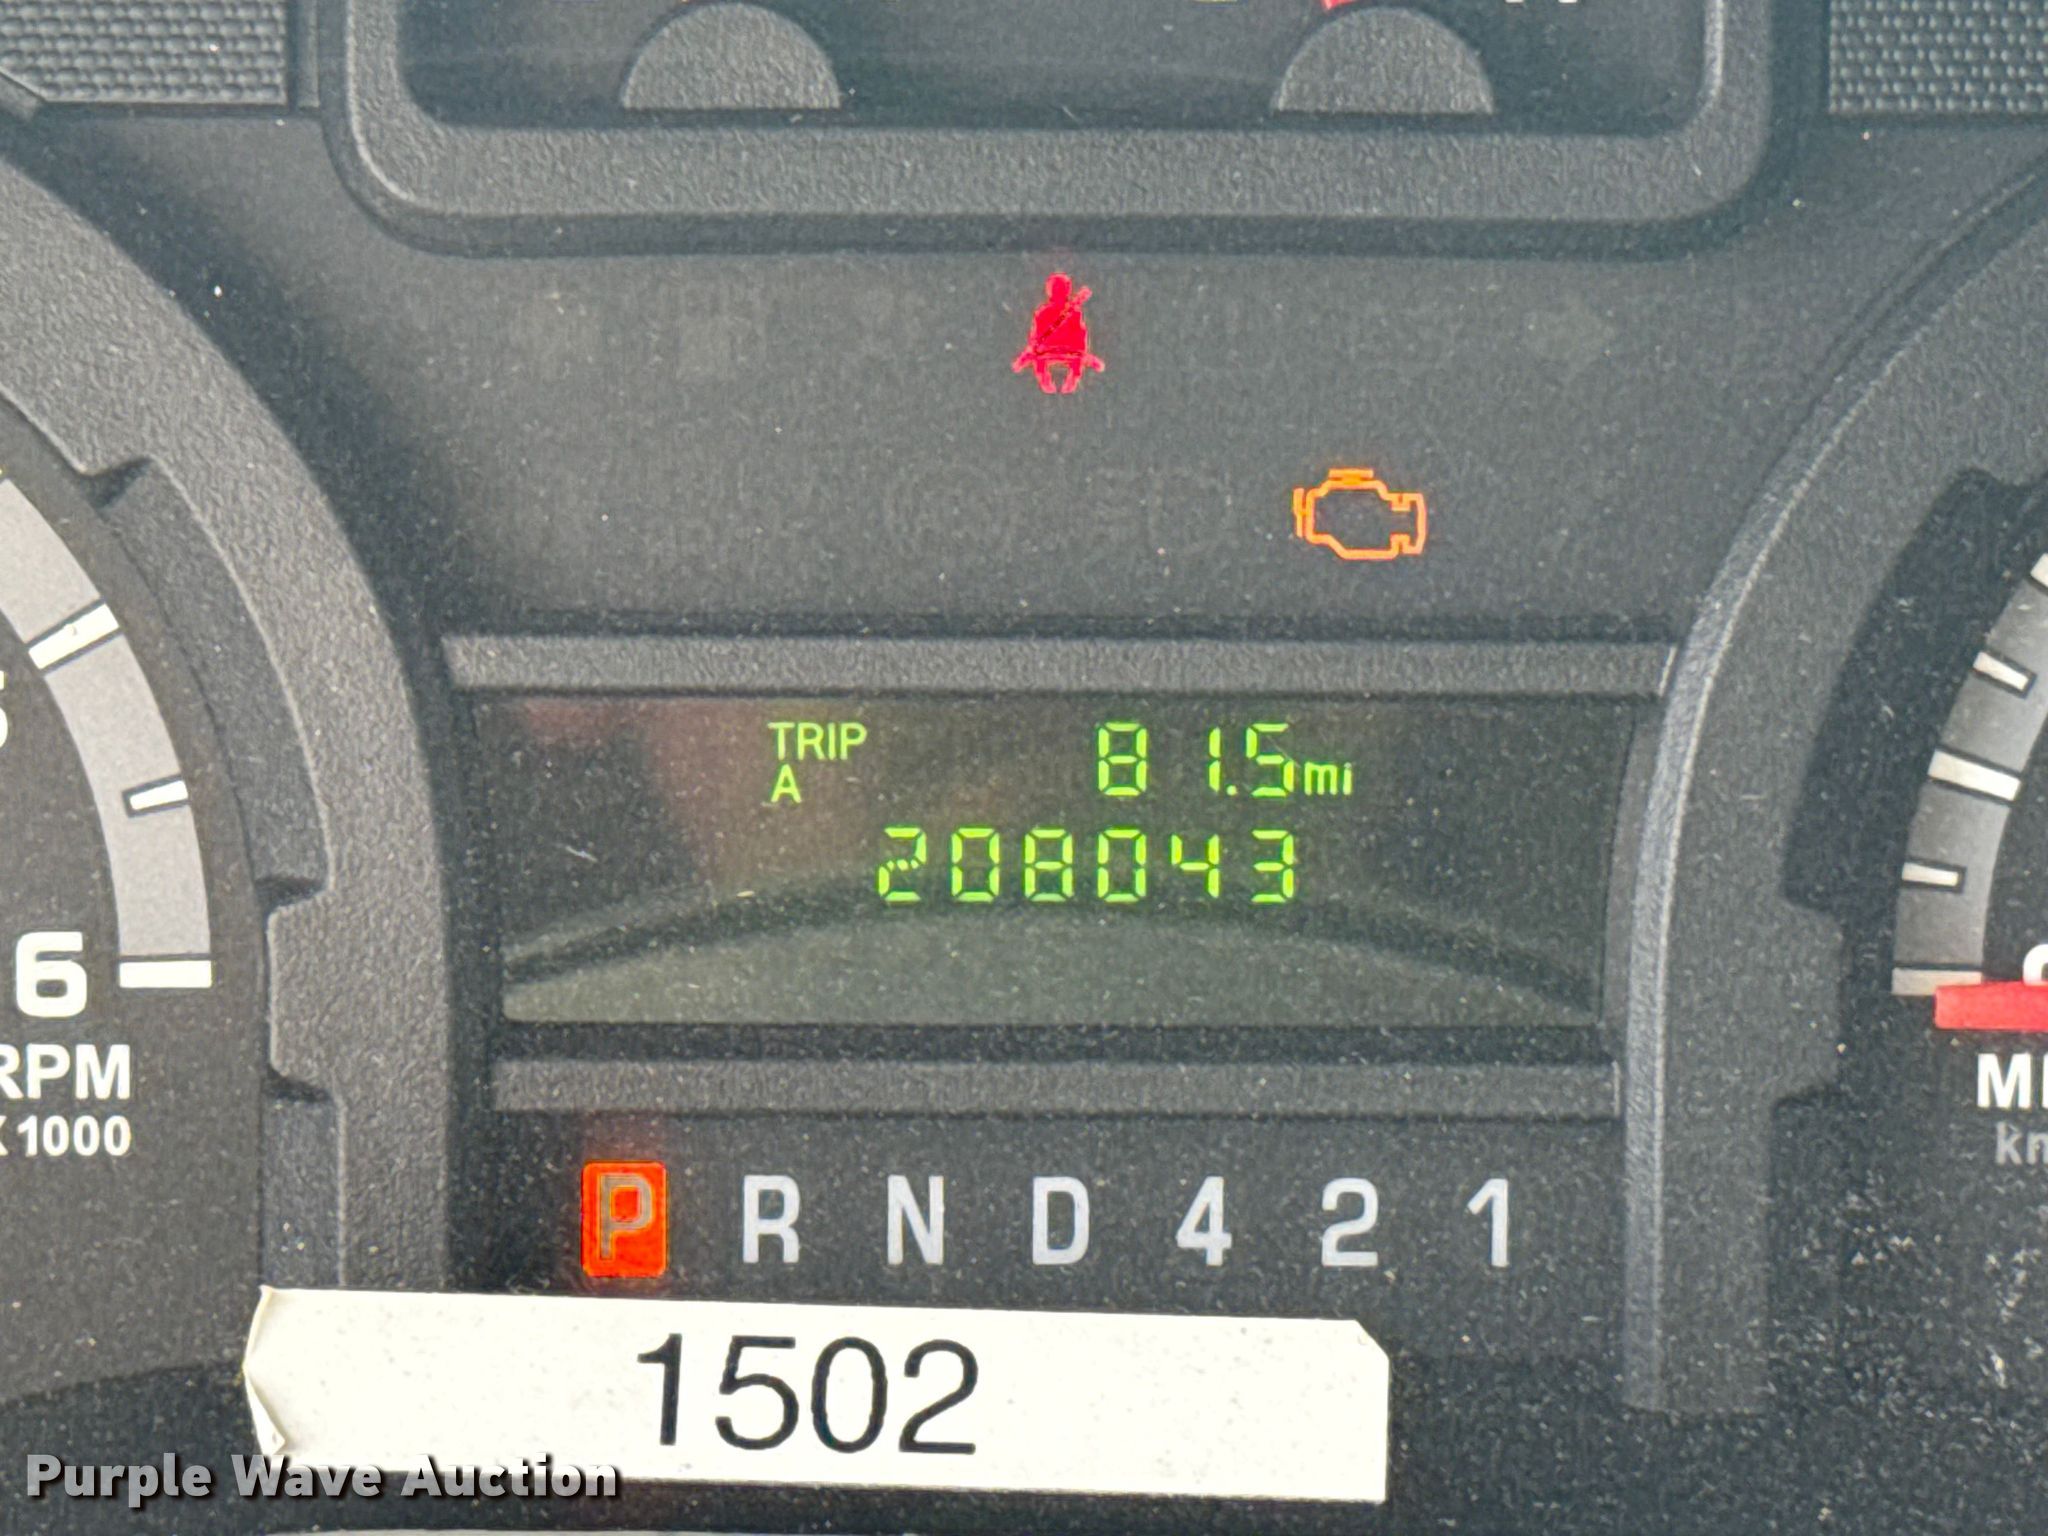 TRIP 81.5mi
A
208043
6
RPM
X1000
P R N D 4 2 1
1502
Purple Wave Auction